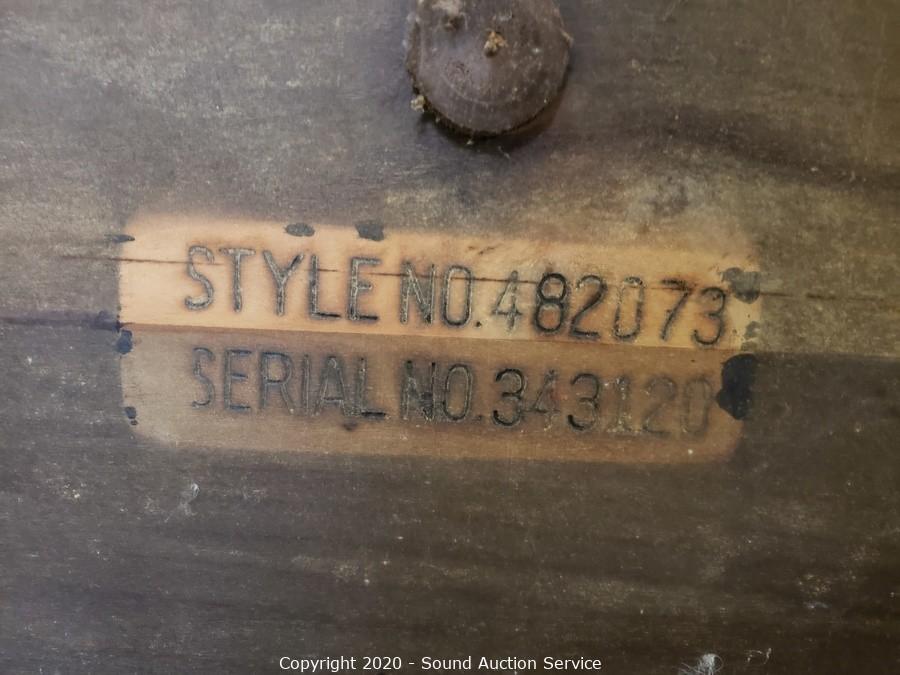 STYLE NO. 482073
SERIAL NO. 343120
Copyright 2020 - Sound Auction Service